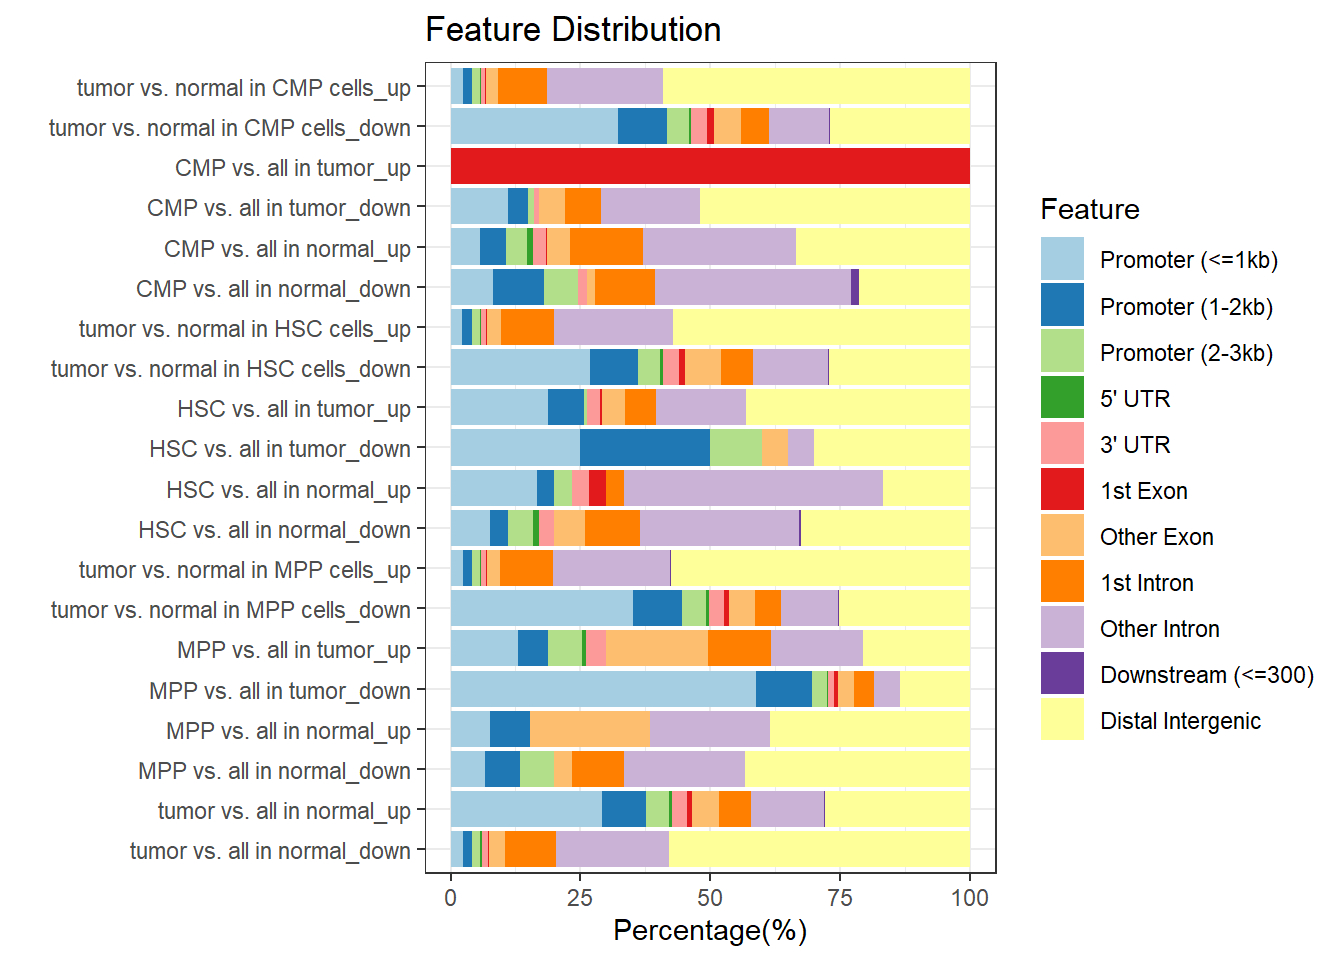 Feature Distribution
tumor vs. normal in CMP cells_up
tumor vs. normal in CMP cells_down
CMP vs. all in tumor_up
CMP vs. all in tumor_down
CMP vs. all in normal_up
CMP vs. all in normal_down
tumor vs. normal in HSC cells_up
tumor vs. normal in HSC cells_down
HSC vs. all in tumor_up
HSC vs. all in tumor_down
HSC vs. all in normal_up
HSC vs. all in normal_down
tumor vs. normal in MPP cells_up
tumor vs. normal in MPP cells_down
MPP vs. all in tumor_up
MPP vs. all in tumor_down
MPP vs. all in normal_up
MPP vs. all in normal_down
tumor vs. all in normal_up
tumor vs. all in normal_down
0 25 50 75 100
Percentage(%)
Feature
Promoter (<=1kb)
Promoter (1-2kb)
Promoter (2-3kb)
5' UTR
3' UTR
1st Exon
Other Exon
1st Intron
Other Intron
Downstream (<=300)
Distal Intergenic